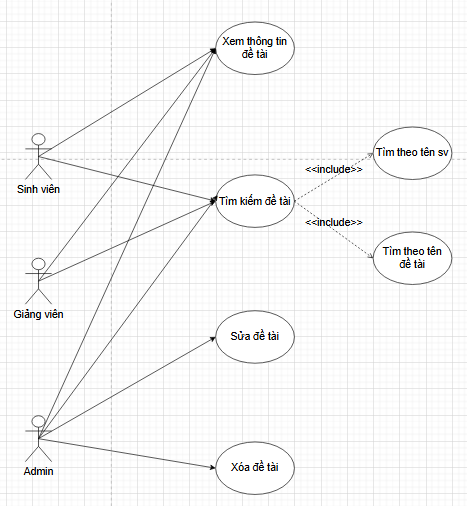 Xem thông tin
đề tài
Tìm theo tên sv
<<include>>
Sinh viên
Tìm kiếm đề tài
<<include>>
Tìm theo tên
đề tài
Giảng viên
Sửa đề tài
Admin
Xóa đề tài